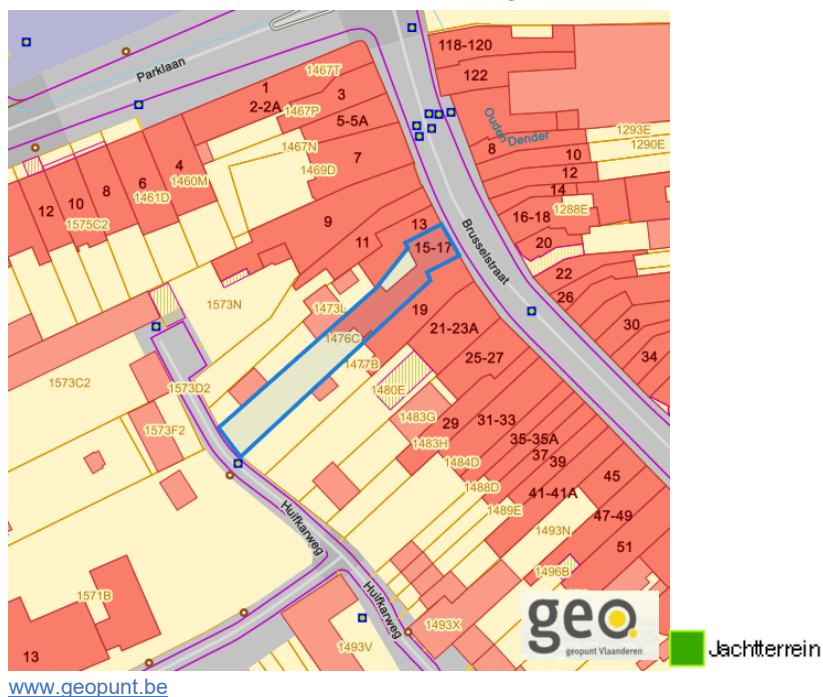 Parklaan
118-120
122
1467T
1
3
2-2A
1467P
5-5A
1467N
7
1469D
Ouden
Dender
8
1293E
1290E
10
12
14
16-18
1288E
20
22
26
30
34
4
1460M
6
1461D
8
10
12
1575C2
9
11
13
15-17
Brusselstraat
1573N
1473L
19
1476C
21-23A
1477B
25-27
1480E
1573C2
1573D2
1573F2
1483G
29
1483H
31-33
35-35A
37
39
1484D
45
1488D
41-41A
1489E
47-49
1493N
51
1496B
Huifkarweg
Huifkarweg
1571B
13
1493V
1493X
geo
geopunt Vlaanderen
Jachtterrein
www.geopunt.be